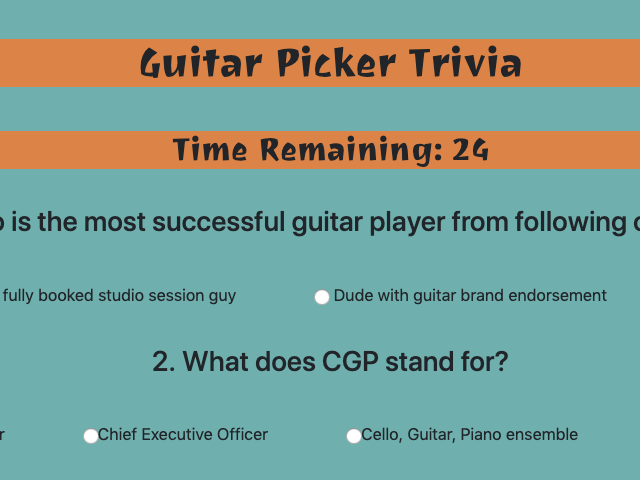 Guitar Picker Trivia
Time Remaining: 24
is the most successful guitar player from following
fully booked studio session guy
Dude with guitar brand endorsement
2. What does CGP stand for?
Chief Executive Officer
Cello, Guitar, Piano ensemble